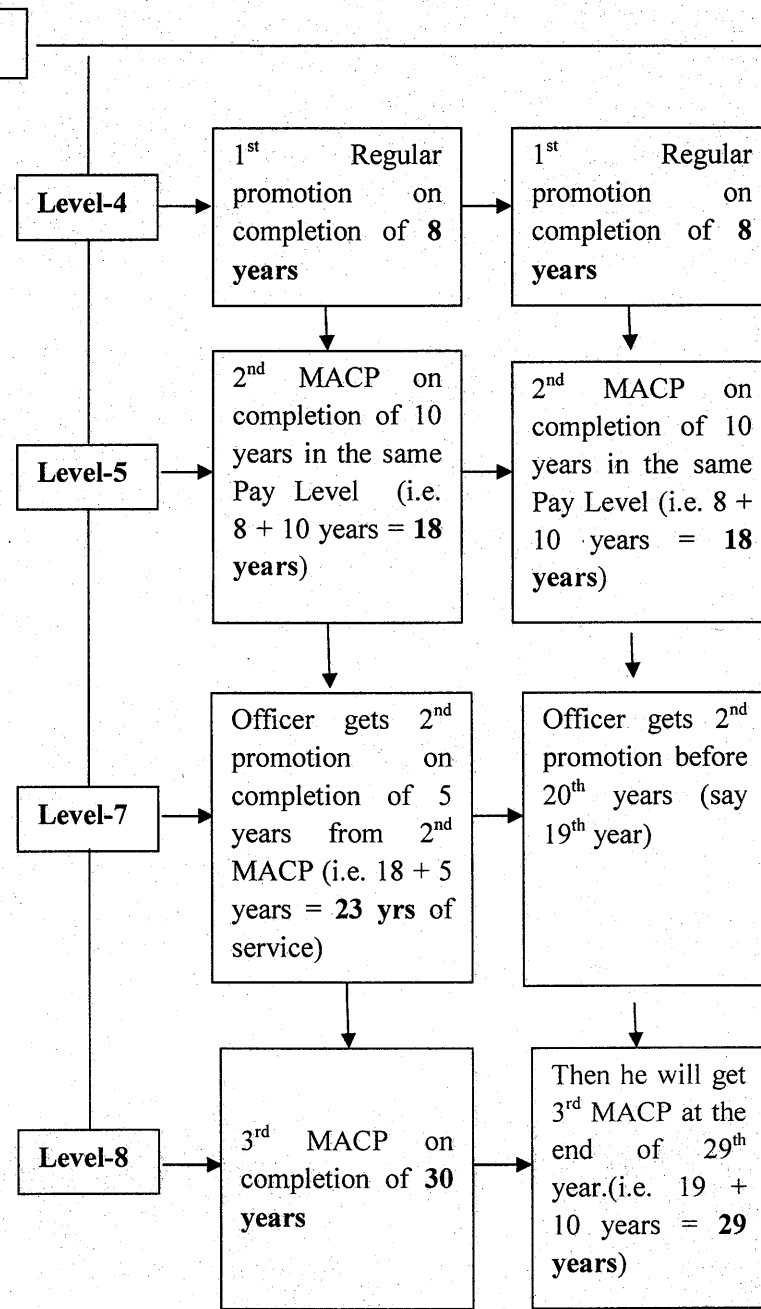 Level-4
1st Regular
promotion on
completion of 8
years
1st Regular
promotion on
completion of 8
years
Level-5
2nd MACP on
completion of 10
years in the same
Pay Level (i.e.
8 + 10 years = 18
years)
2nd MACP on
completion of 10
years in the same
Pay Level (i.e. 8 +
10 years = 18
years)
Level-7
Officer gets 2nd
promotion on
completion of 5
years from 2nd
MACP (i.e. 18 + 5
years = 23 yrs of
service)
Officer gets 2nd
promotion before
20th years (say
19th year)
Level-8
3rd MACP on
completion of 30
years
Then he will get
3rd MACP at the
end of 29th
year.(i.e. 19 +
10 years = 29
years)